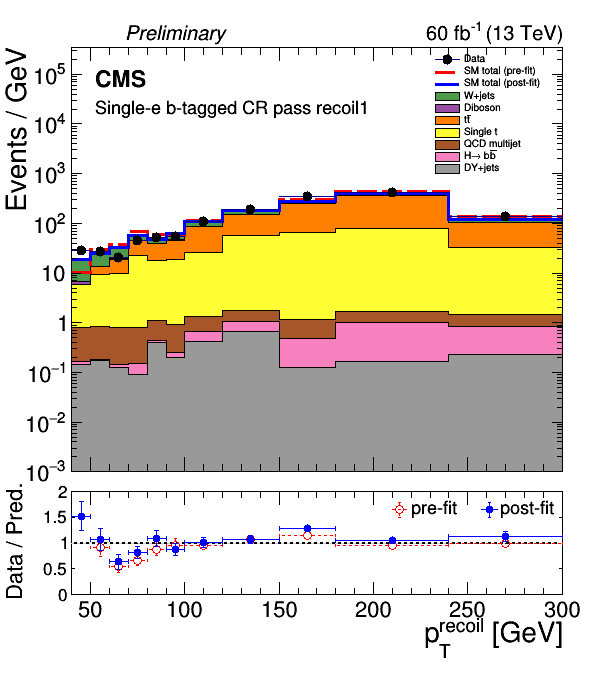 Preliminary 60 fb⁻¹ (13 TeV)
CMS
Single-e b-tagged CR pass recoil1
Data
SM total (pre-fit)
SM total (post-fit)
W+jets
Diboson
tt̅
Single t
QCD multijet
H→ bb̅
DY+jets
Events / GeV
10⁵
10⁴
10³
10²
10
1
10⁻¹
10⁻²
10⁻³
pre-fit post-fit
Data / Pred.
2
1.5
1
0.5
0
50 100 150 200 250 300
p_T^recoil [GeV]